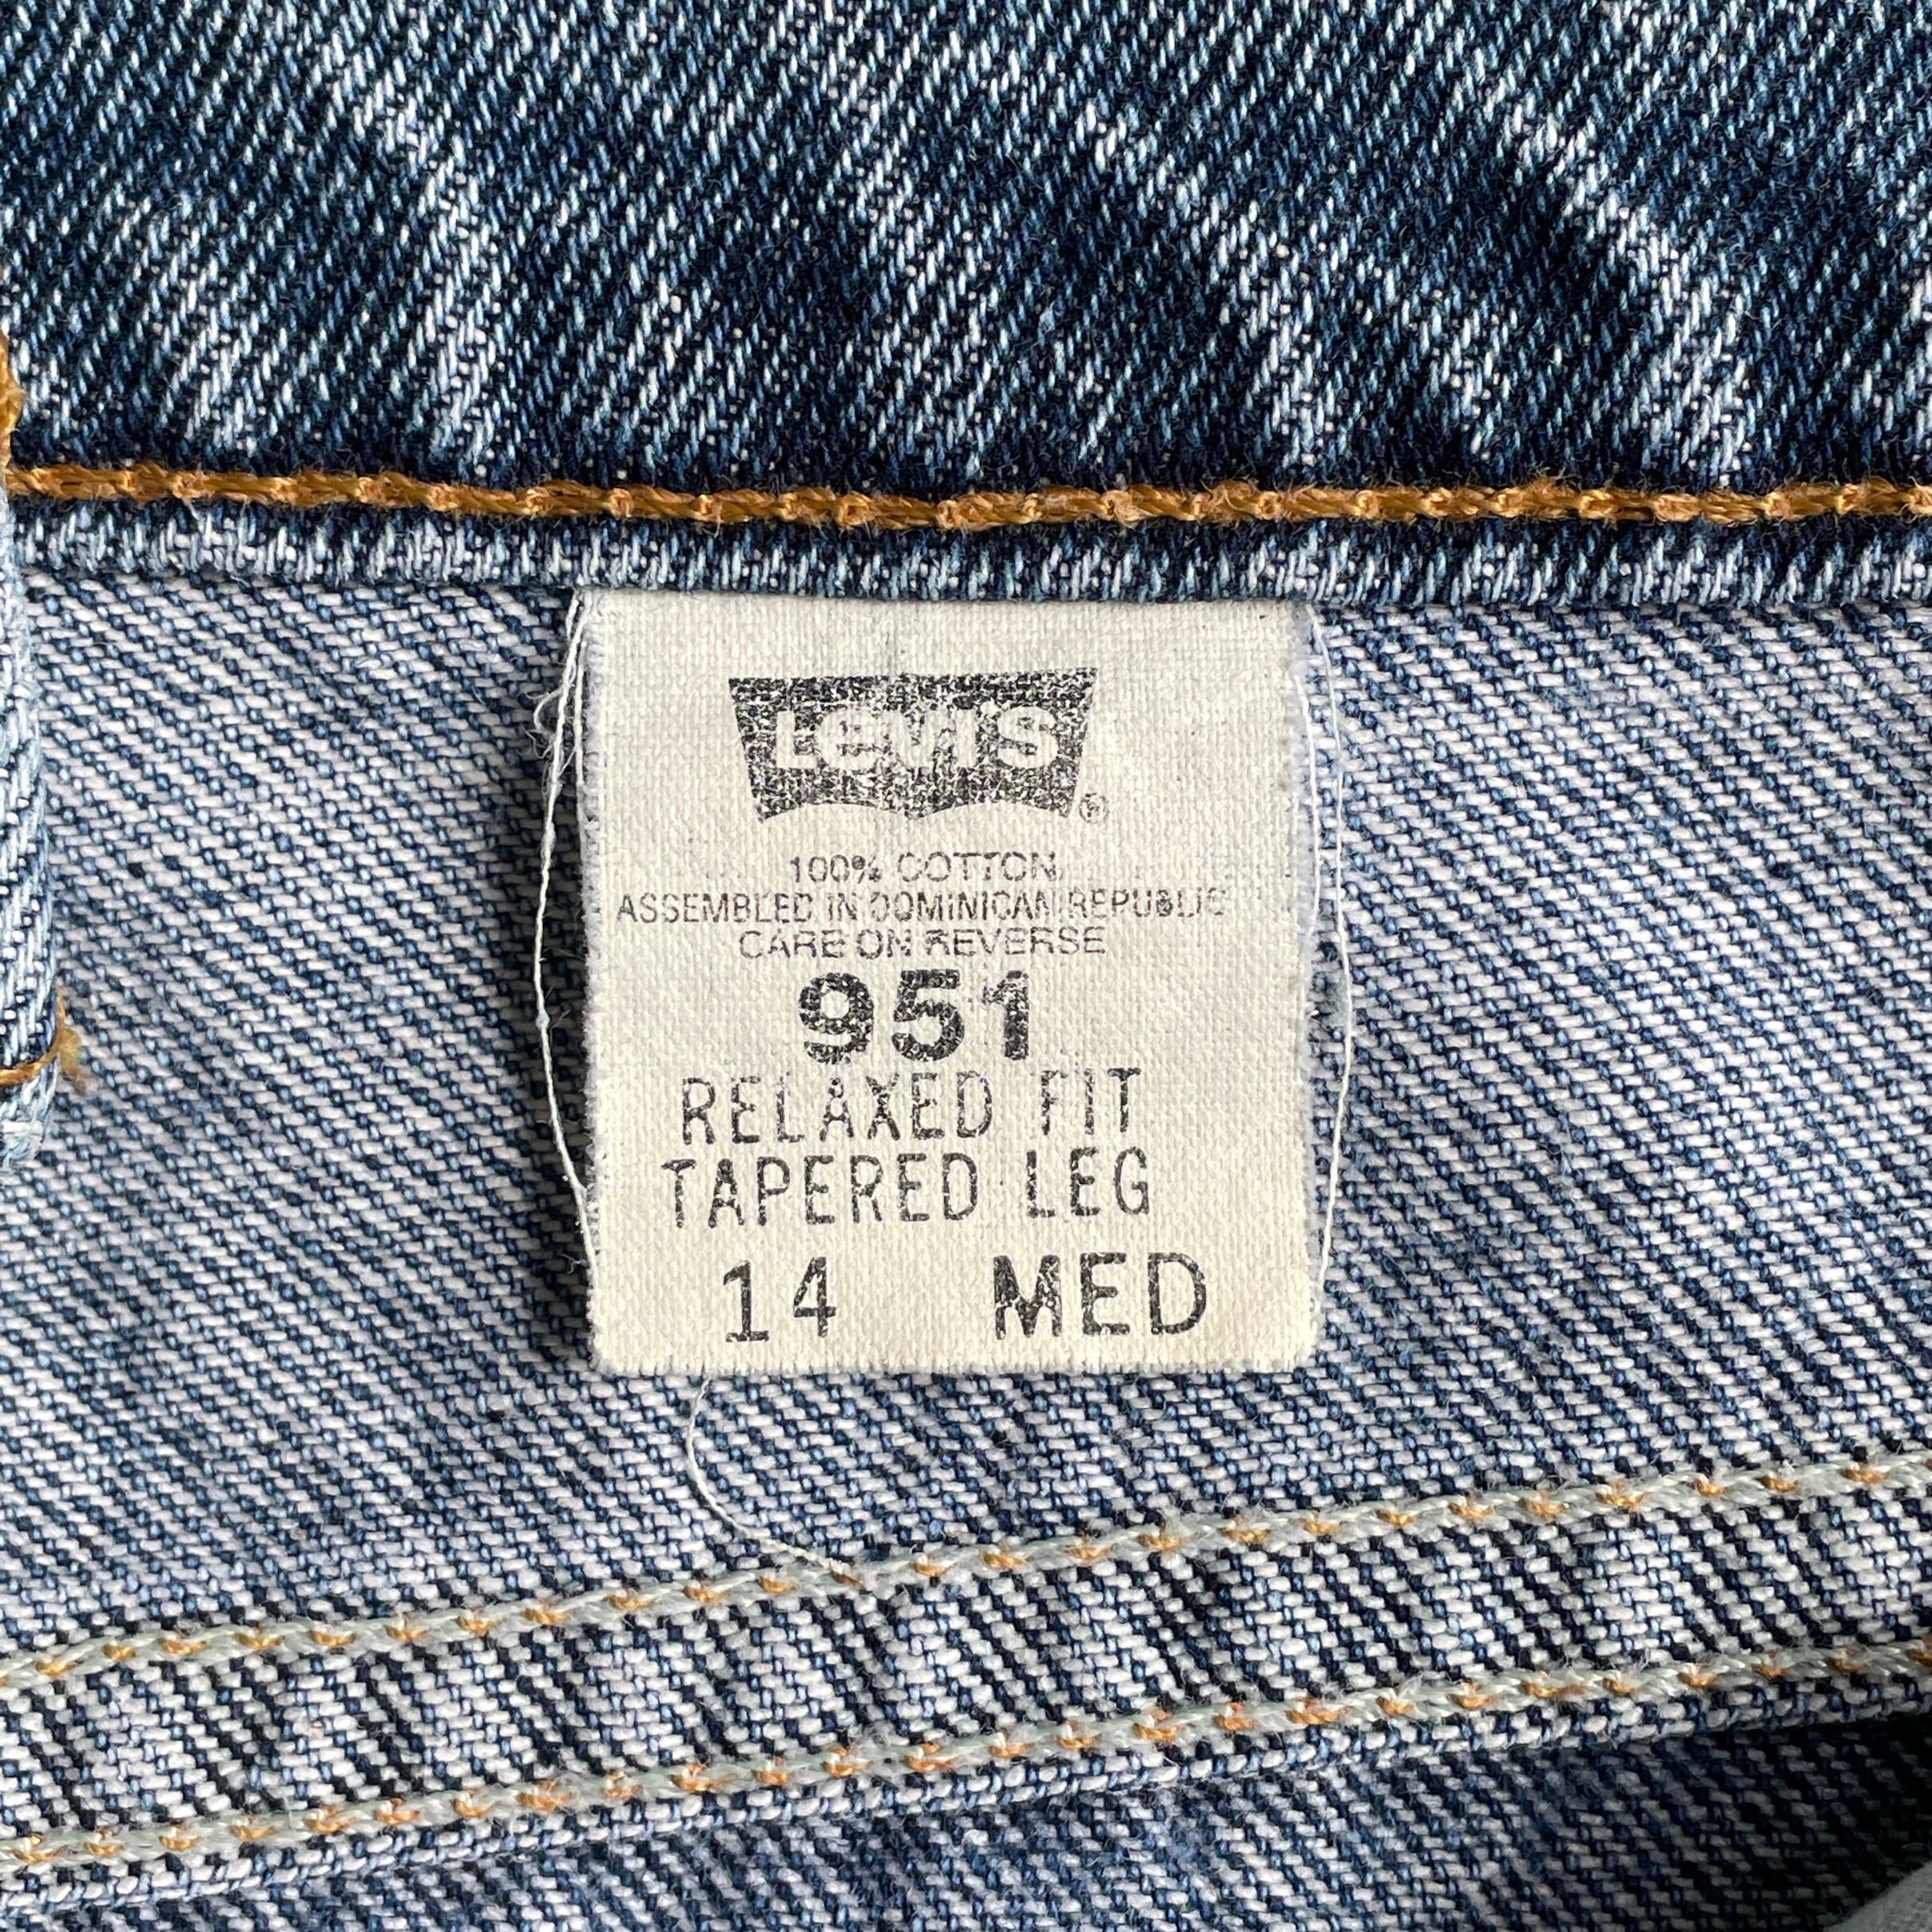 Levi's ®
100% COTTON
ASSEMBLED IN DOMINICAN REPUBLIC
CARE ON REVERSE
951
RELAXED FIT
TAPERED LEG
14 MED